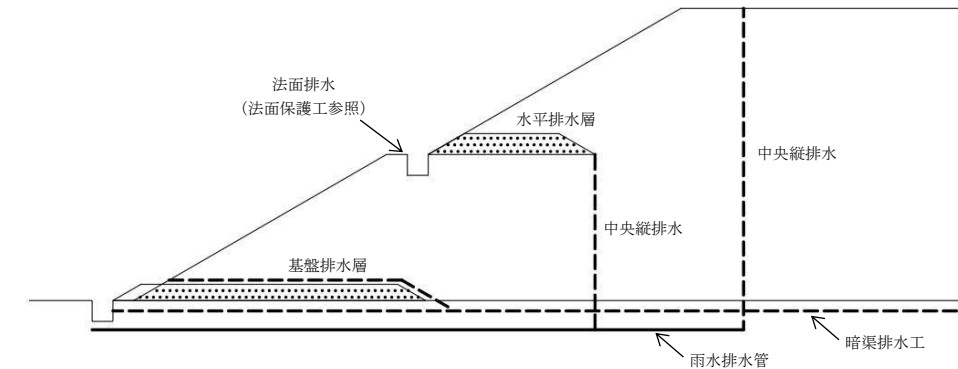 法面排水
（法面保護工参照）
水平排水層
中央縦排水
中央縦排水
基盤排水層
暗渠排水工
雨水排水管